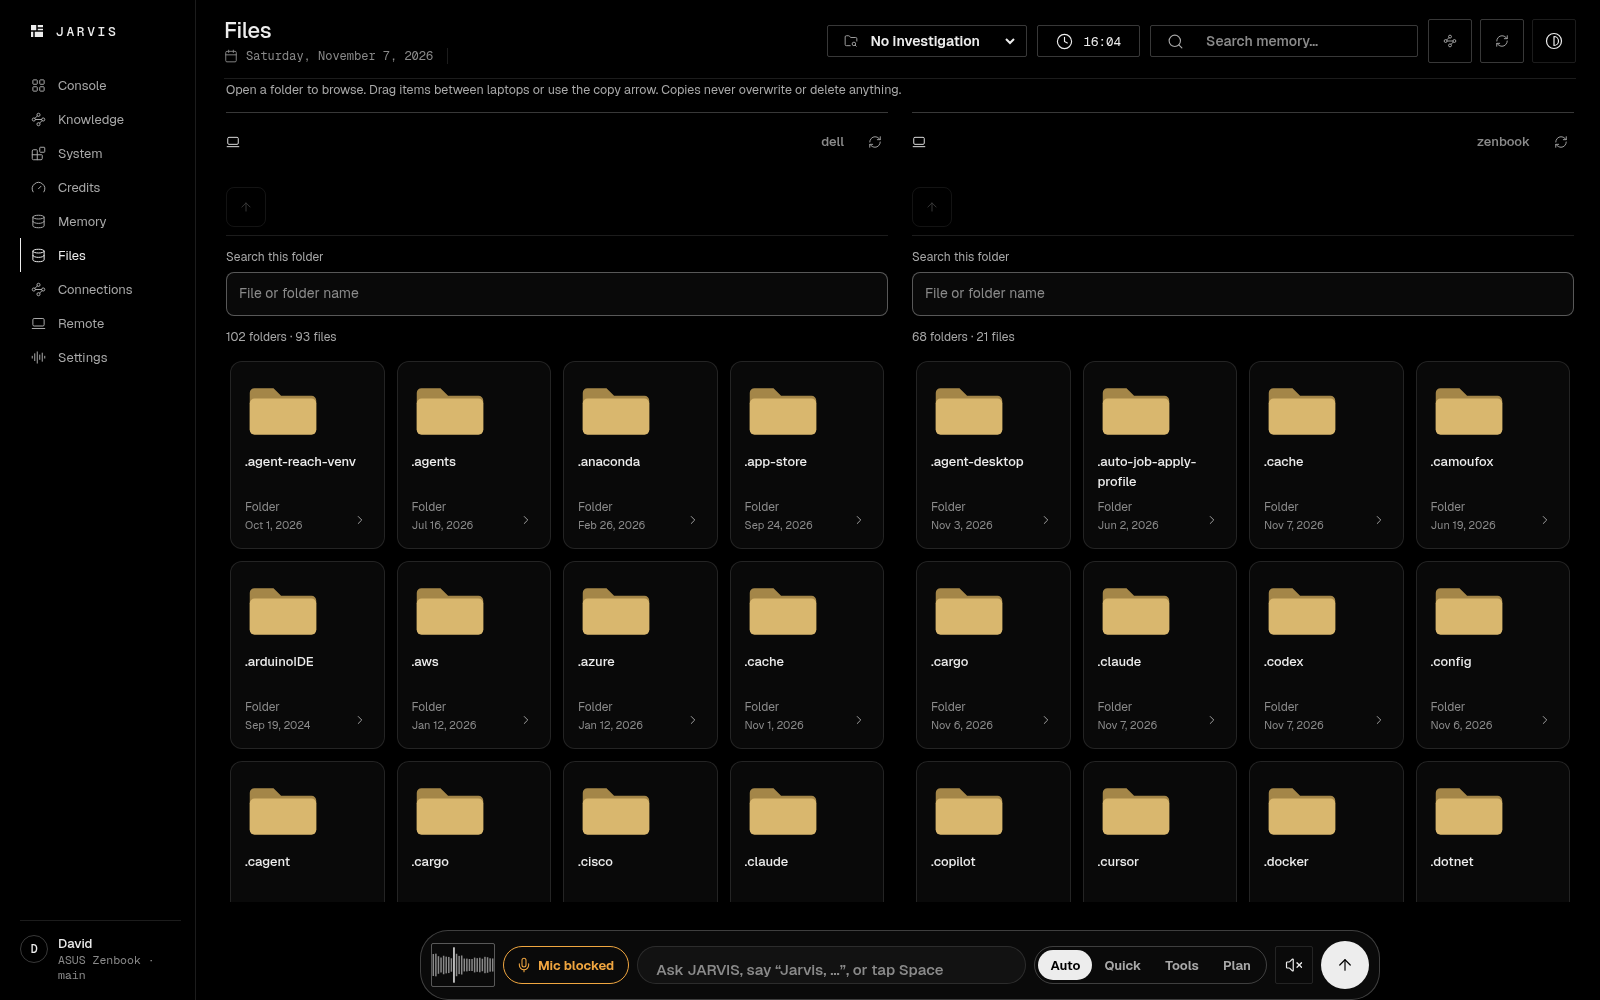 JARVIS
Console
Knowledge
System
Credits
Memory
Files
Connections
Remote
Settings
D
David
ASUS Zenbook ·
main
Files
Saturday, November 7, 2026
No investigation
16:04
Search memory...
Open a folder to browse. Drag items between laptops or use the copy arrow. Copies never overwrite or delete anything.
dell
Search this folder
File or folder name
102 folders · 93 files
.agent-reach-venv
Folder
Oct 1, 2026
.agents
Folder
Jul 16, 2026
.anaconda
Folder
Feb 26, 2026
.app-store
Folder
Sep 24, 2026
.arduinoIDE
Folder
Sep 19, 2024
.aws
Folder
Jan 12, 2026
.azure
Folder
Jan 12, 2026
.cache
Folder
Nov 1, 2026
.cagent
.cargo
.cisco
.claude
zenbook
Search this folder
File or folder name
68 folders · 21 files
.agent-desktop
Folder
Nov 3, 2026
.auto-job-apply-
profile
Folder
Jun 2, 2026
.cache
Folder
Nov 7, 2026
.camoufox
Folder
Jun 19, 2026
.cargo
Folder
Nov 6, 2026
.claude
Folder
Nov 7, 2026
.codex
Folder
Nov 7, 2026
.config
Folder
Nov 6, 2026
.copilot
.cursor
.docker
.dotnet
Mic blocked
Ask JARVIS, say “Jarvis, …”, or tap Space
Auto
Quick
Tools
Plan